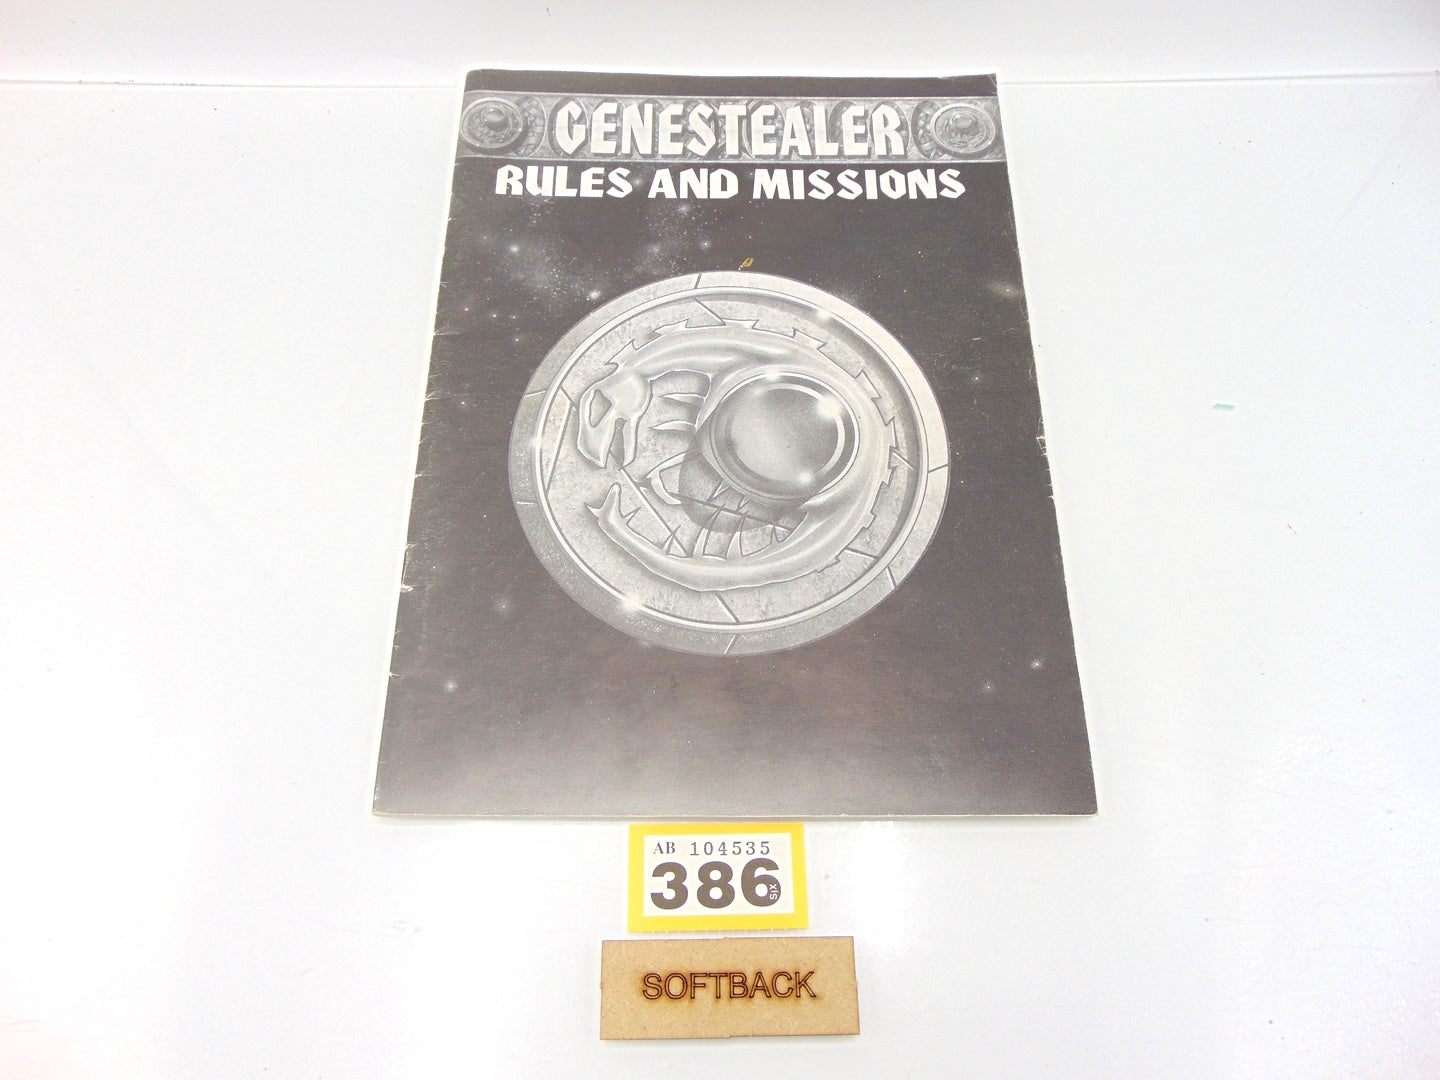 GENESTEALER
RULES AND MISSIONS
AB 104535
386
SIX
SOFTBACK